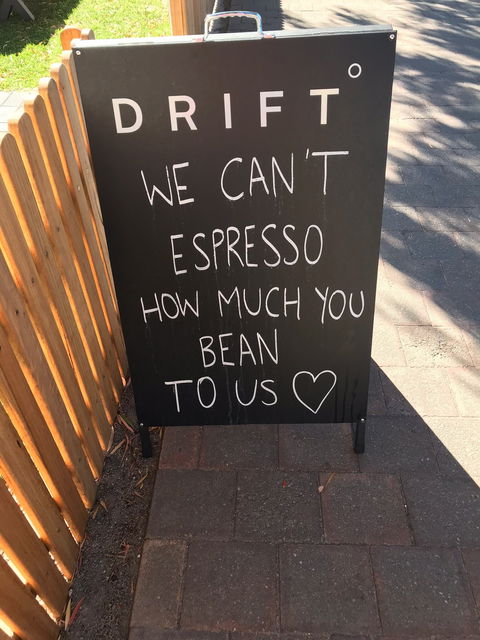 DRIFT°
WE CAN'T
ESPRESSO
HOW MUCH YOU
BEAN
TO US ♡